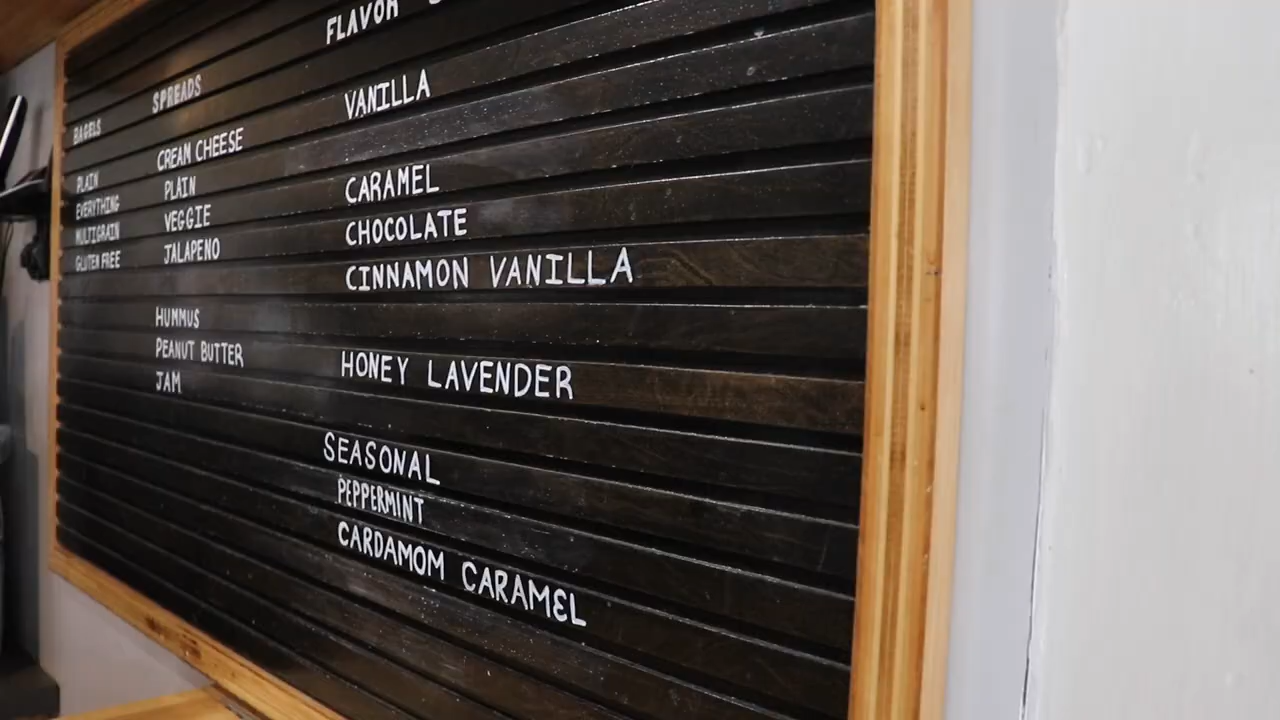 BAGELS
PLAIN
EVERYTHING
MULTIGRAIN
GLUTEN FREE
SPREADS
CREAM CHEESE
PLAIN
VEGGIE
JALAPENO
HUMMUS
PEANUT BUTTER
JAM
FLAVOR
VANILLA
CARAMEL
CHOCOLATE
CINNAMON VANILLA
HONEY LAVENDER
SEASONAL
PEPPERMINT
CARDAMOM CARAMEL